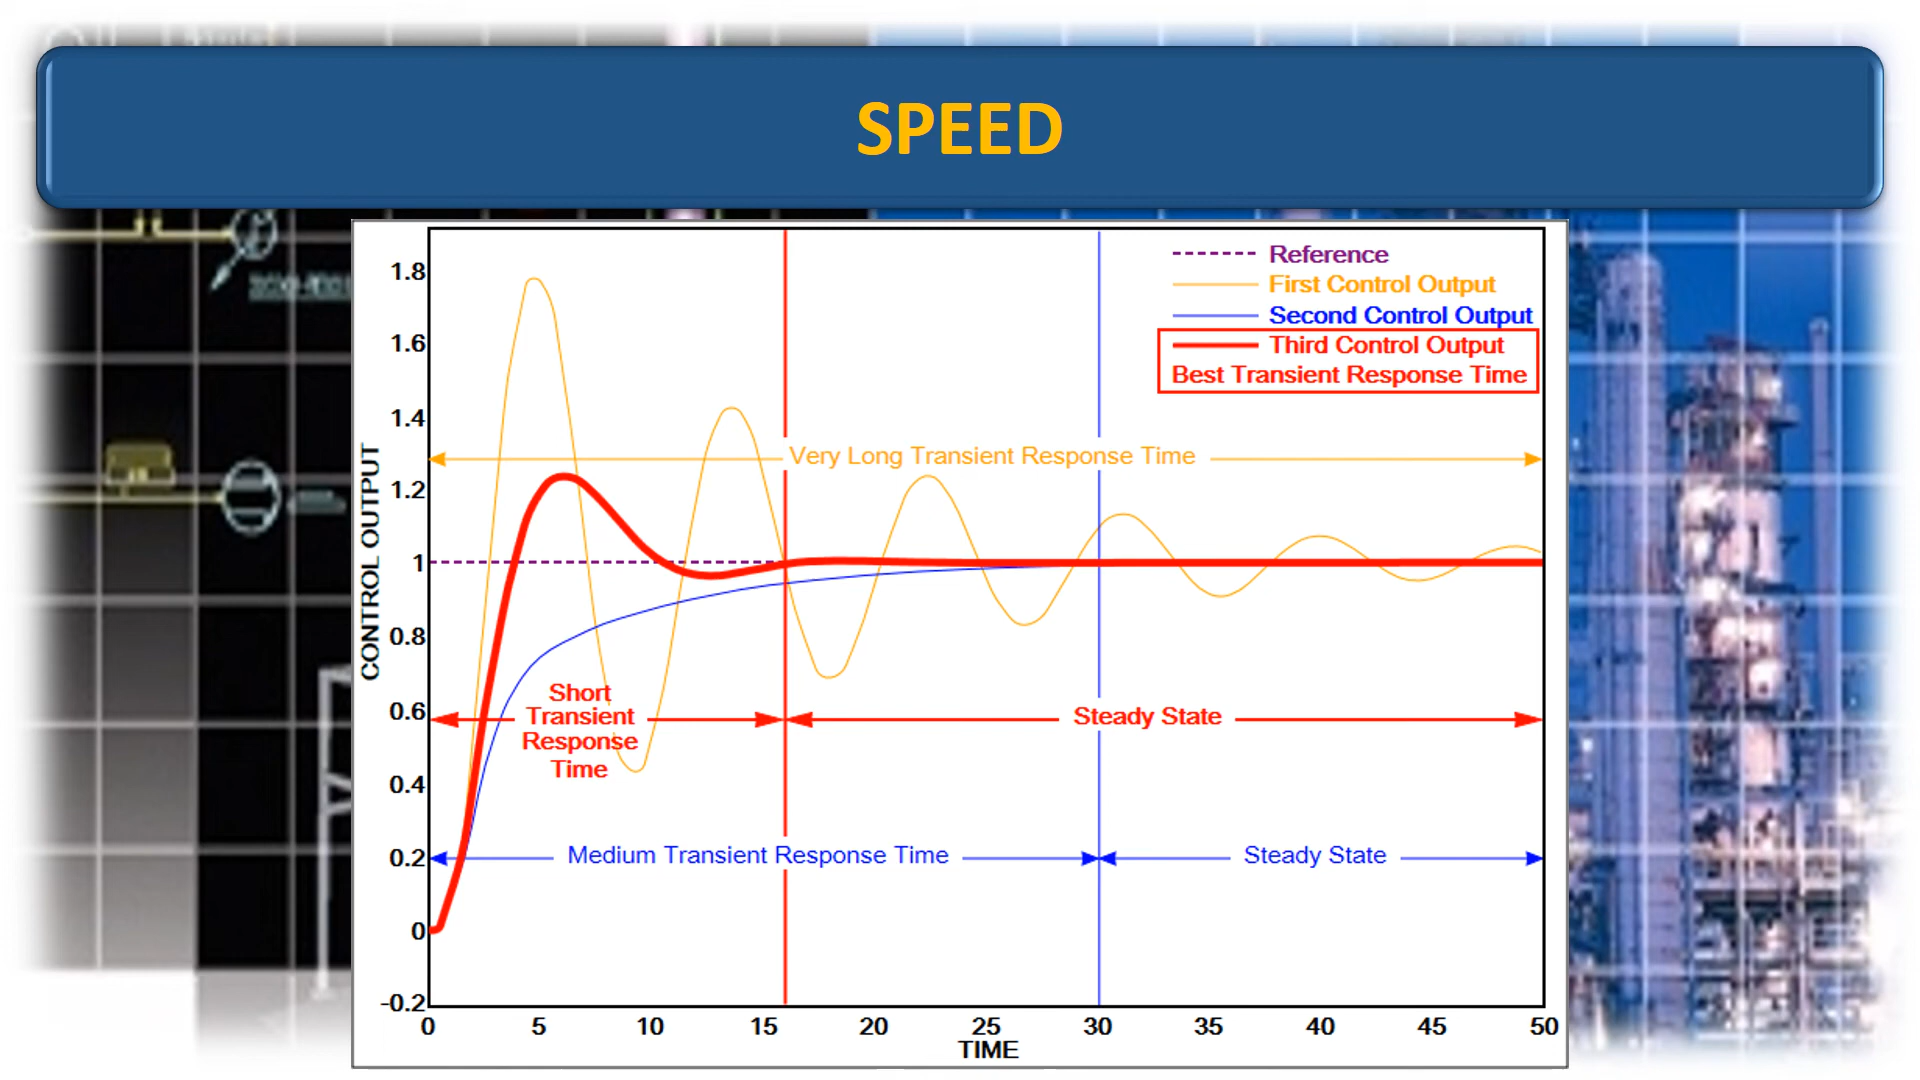 SPEED
Reference
First Control Output
Second Control Output
Third Control Output
Best Transient Response Time
1.8
1.6
1.4
1.2
1
0.8
0.6
0.4
0.2
0
-0.2
CONTROL OUTPUT
Very Long Transient Response Time
Short
Transient
Response
Time
Steady State
Medium Transient Response Time
Steady State
0 5 10 15 20 25 30 35 40 45 50
TIME